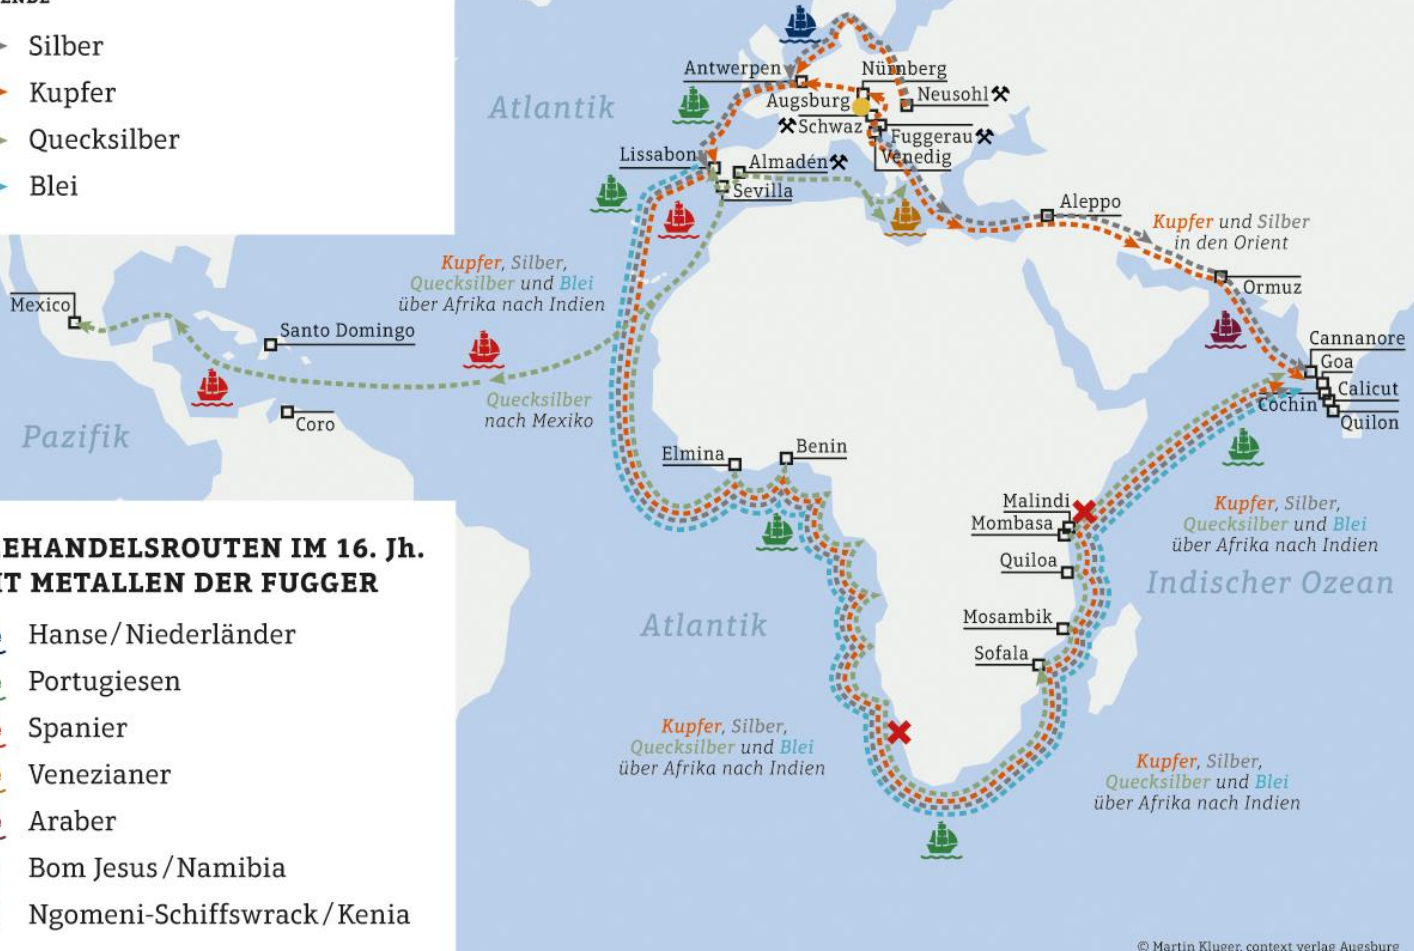 Silber
Kupfer
Quecksilber
Blei
Atlantik
Antwerpen
Nürnberg
Augsburg
Neusohl
Schwaz
Fuggerau
Venedig
Lissabon
Almadén
Sevilla
Aleppo
Kupfer und Silber
in den Orient
Ormuz
Kupfer, Silber,
Quecksilber und Blei
über Afrika nach Indien
Mexico
Santo Domingo
Cannanore
Goa
Calicut
Cochin
Quilon
Quecksilber
nach Mexiko
Coro
Pazifik
Elmina
Benin
Malindi
Mombasa
Quiloa
Mosambik
Sofala
Kupfer, Silber,
Quecksilber und Blei
über Afrika nach Indien
Indischer Ozean
Atlantik
Kupfer, Silber,
Quecksilber und Blei
über Afrika nach Indien
Kupfer, Silber,
Quecksilber und Blei
über Afrika nach Indien
EEHANDELSROUTEN IM 16. Jh.
IT METALLEN DER FUGGER
Hanse/Niederländer
Portugiesen
Spanier
Venezianer
Araber
Bom Jesus/Namibia
Ngomeni-Schiffswrack/Kenia
© Martin Kluger, context verlag Augsburg